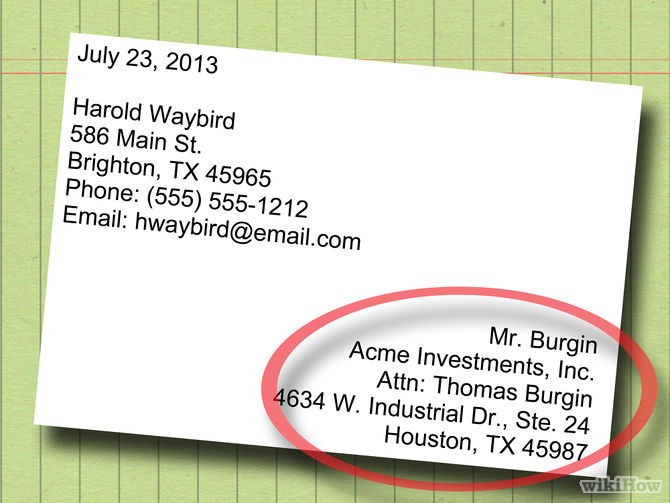 July 23, 2013
Harold Waybird
586 Main St.
Brighton, TX 45965
Phone: (555) 555-1212
Email: hwaybird@email.com
Mr. Burgin
Acme Investments, Inc.
Attn: Thomas Burgin
4634 W. Industrial Dr., Ste. 24
Houston, TX 45987
wikiHow